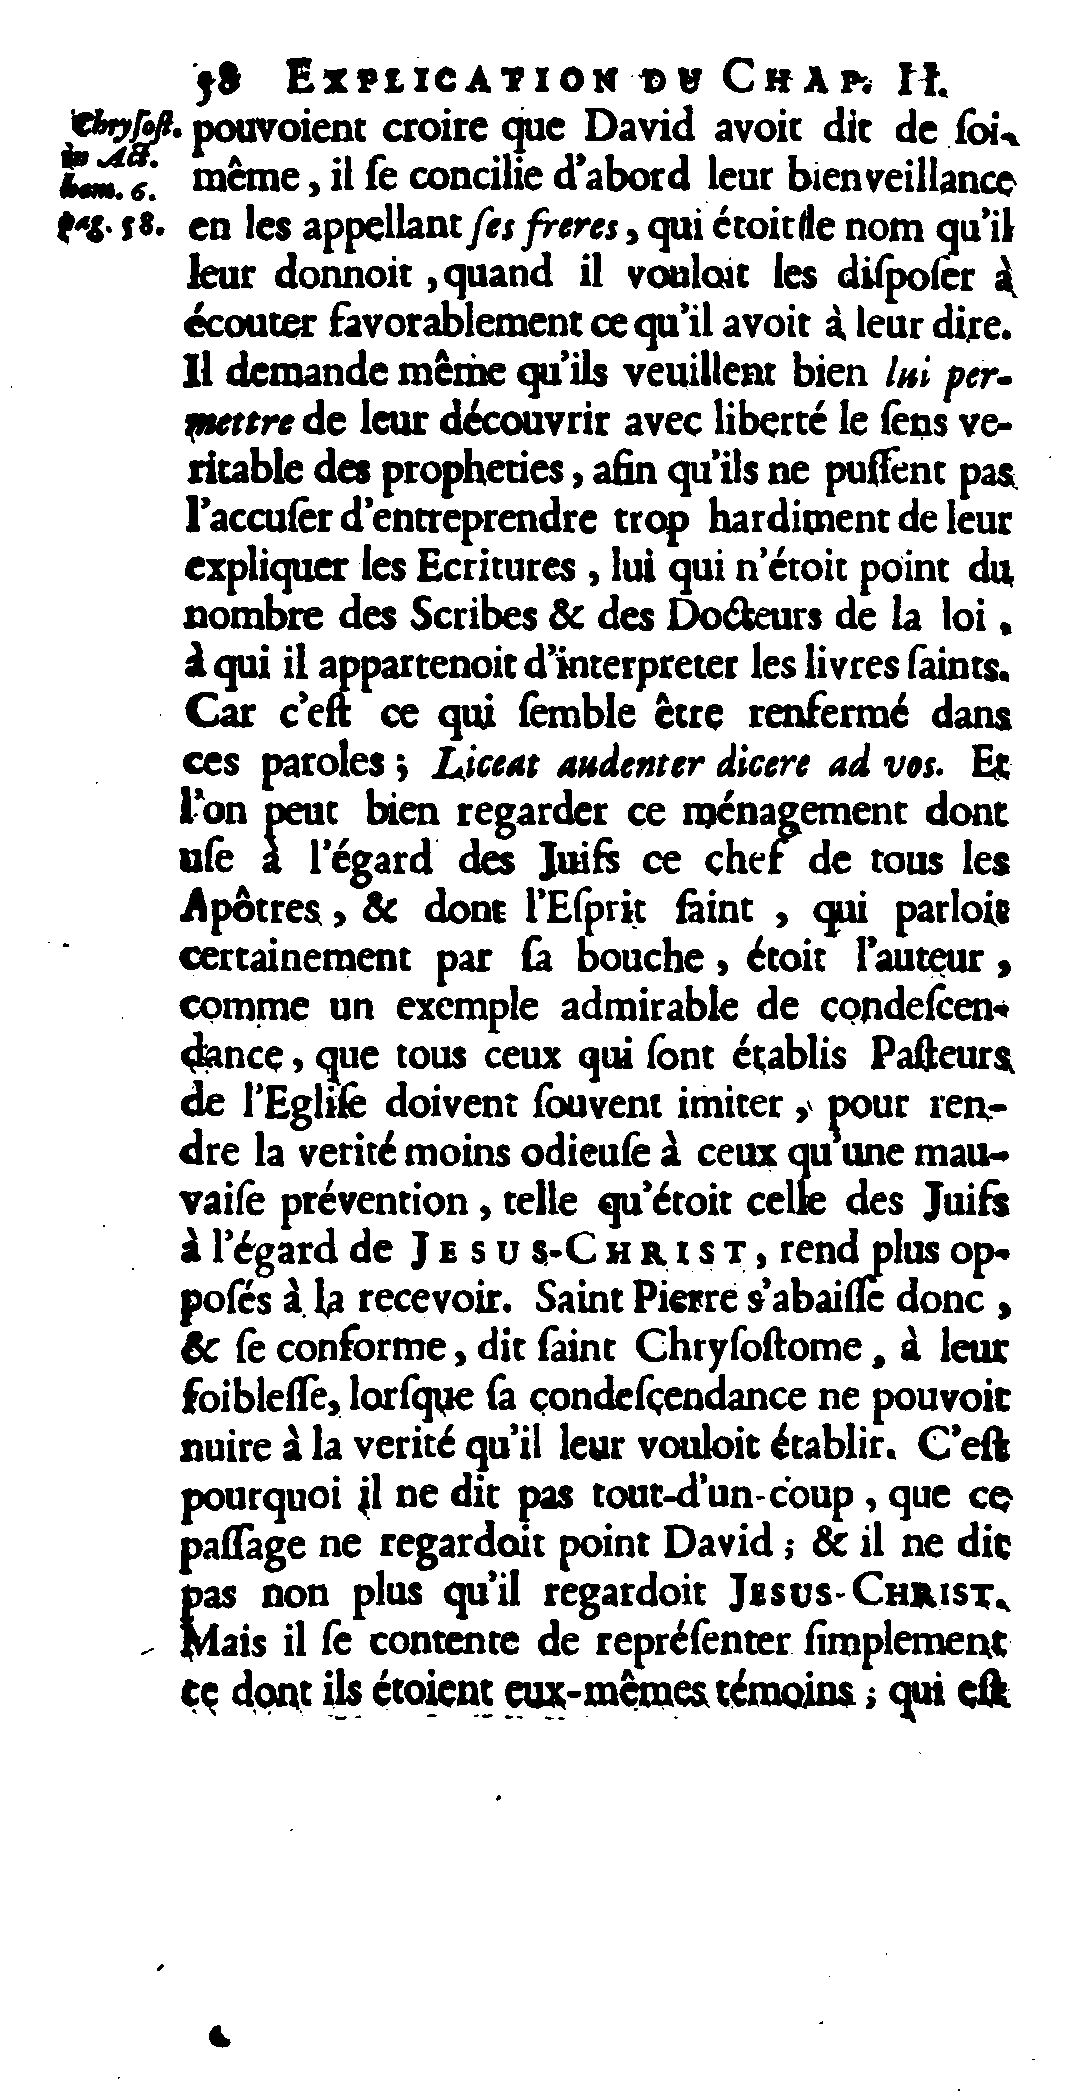 58 EXPLICATION DU CHAP. II.
Chryſoſt.
in Act.
hom. 6.
pag. 58.
pouvoient croire que David avoit dit de ſoi-
même, il ſe concilie d'abord leur bienveillance
en les appellant ſes freres, qui étoit le nom qu'il
leur donnoit, quand il vouloit les diſpoſer à
écouter favorablement ce qu'il avoit à leur dire.
Il demande même qu'ils veuillent bien lui per-
mettre de leur découvrir avec liberté le ſens ve-
ritable des propheties, afin qu'ils ne puſſent pas
l'accuſer d'entreprendre trop hardiment de leur
expliquer les Ecritures, lui qui n'étoit point du
nombre des Scribes & des Docteurs de la loi,
à qui il appartenoit d'interpreter les livres ſaints.
Car c'eſt ce qui ſemble être renfermé dans
ces paroles; Liceat audenter dicere ad vos. Et
l'on peut bien regarder ce ménagement dont
uſe à l'égard des Juifs ce chef de tous les
Apôtres, & dont l'Eſprit ſaint, qui parloit
certainement par ſa bouche, étoit l'auteur,
comme un exemple admirable de condeſcen-
dance, que tous ceux qui ſont établis Paſteurs
de l'Egliſe doivent ſouvent imiter, pour ren-
dre la verité moins odieuſe à ceux qu'une mau-
vaiſe prévention, telle qu'étoit celle des Juifs
à l'égard de JESUS-CHRIST, rend plus op-
poſés à la recevoir. Saint Pierre s'abaiſſe donc,
& ſe conforme, dit ſaint Chryſoſtome, à leur
foibleſſe, lorſque ſa condeſcendance ne pouvoit
nuire à la verité qu'il leur vouloit établir. C'eſt
pourquoi il ne dit pas tout-d'un-coup, que ce
paſſage ne regardoit point David; & il ne dit
pas non plus qu'il regardoit JESUS-CHRIST.
Mais il ſe contente de repréſenter ſimplement
ce dont ils étoient eux-mêmes témoins; qui eſt